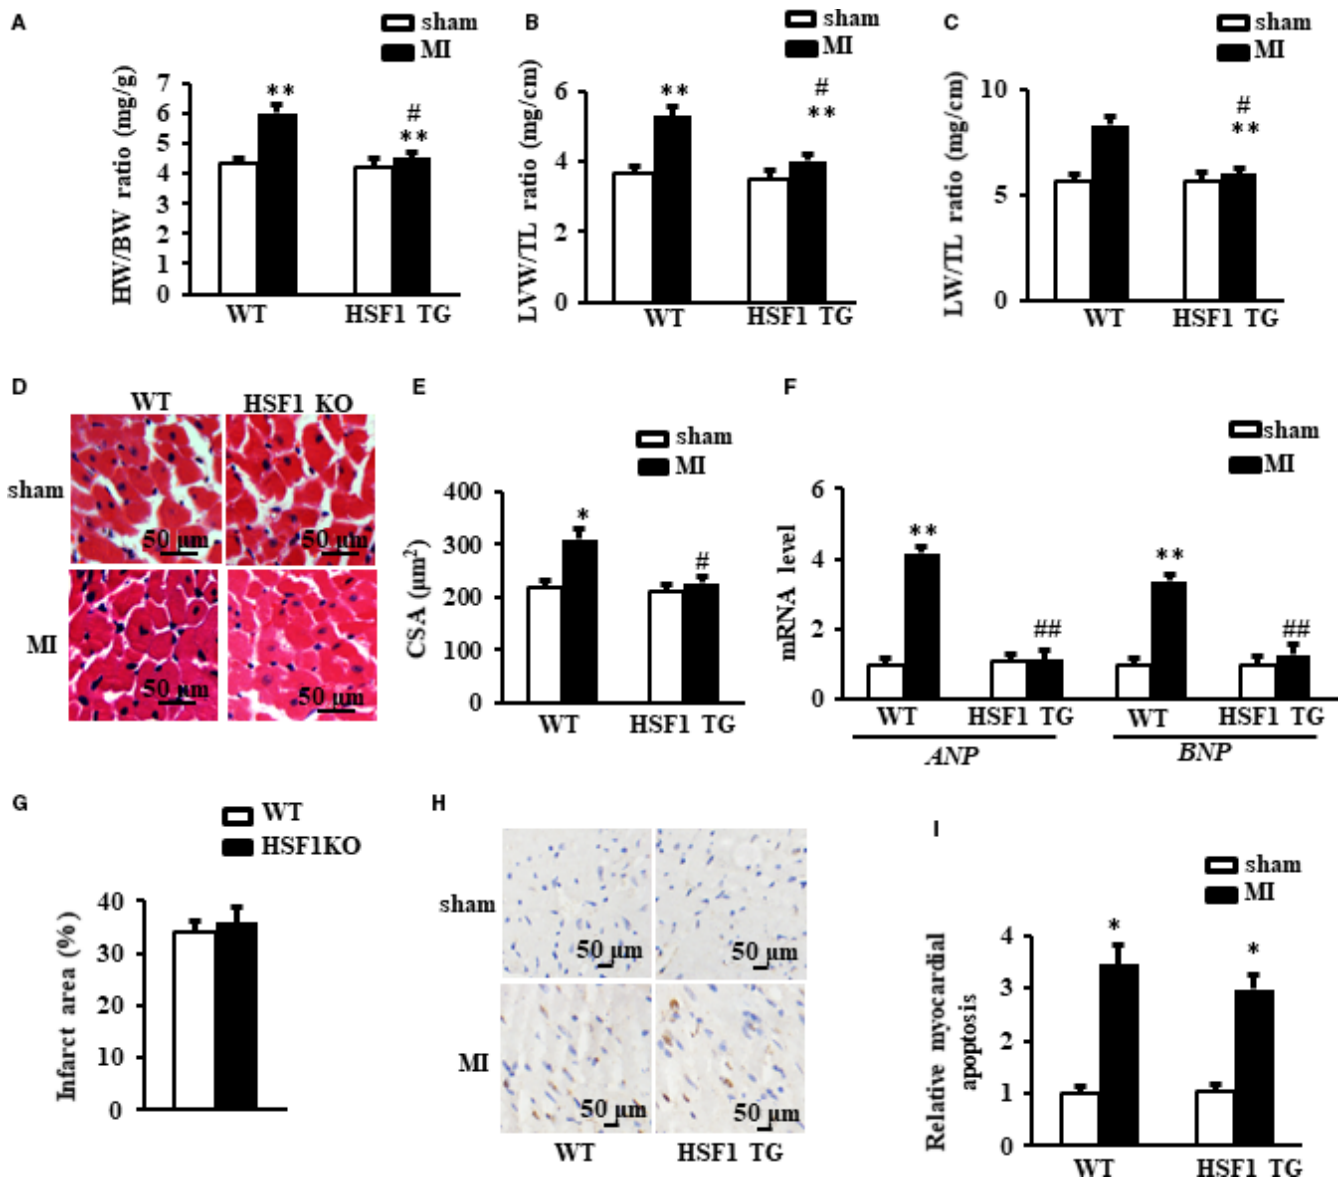 A
sham
MI
HW/BW ratio (mg/g)
7
6
5
4
3
2
1
0
**
#
**
WT
HSF1 TG
B
sham
MI
LVW/TL ratio (mg/cm)
6
4
2
0
**
#
**
WT
HSF1 TG
C
sham
MI
LW/TL ratio (mg/cm)
10
5
0
#
**
WT
HSF1 TG
D
WT
HSF1 KO
sham
50 μm
50 μm
MI
50 μm
50 μm
E
sham
MI
CSA (μm²)
400
300
200
100
0
*
#
WT
HSF1 TG
F
sham
MI
mRNA level
6
4
2
0
**
##
**
##
WT
HSF1 TG
WT
HSF1 TG
ANP
BNP
G
WT
HSF1KO
Infarct area (%)
40
30
20
10
0
H
sham
50 μm
50 μm
MI
50 μm
50 μm
WT
HSF1 TG
I
sham
MI
Relative myocardial
apoptosis
4
3
2
1
0
*
*
WT
HSF1 TG